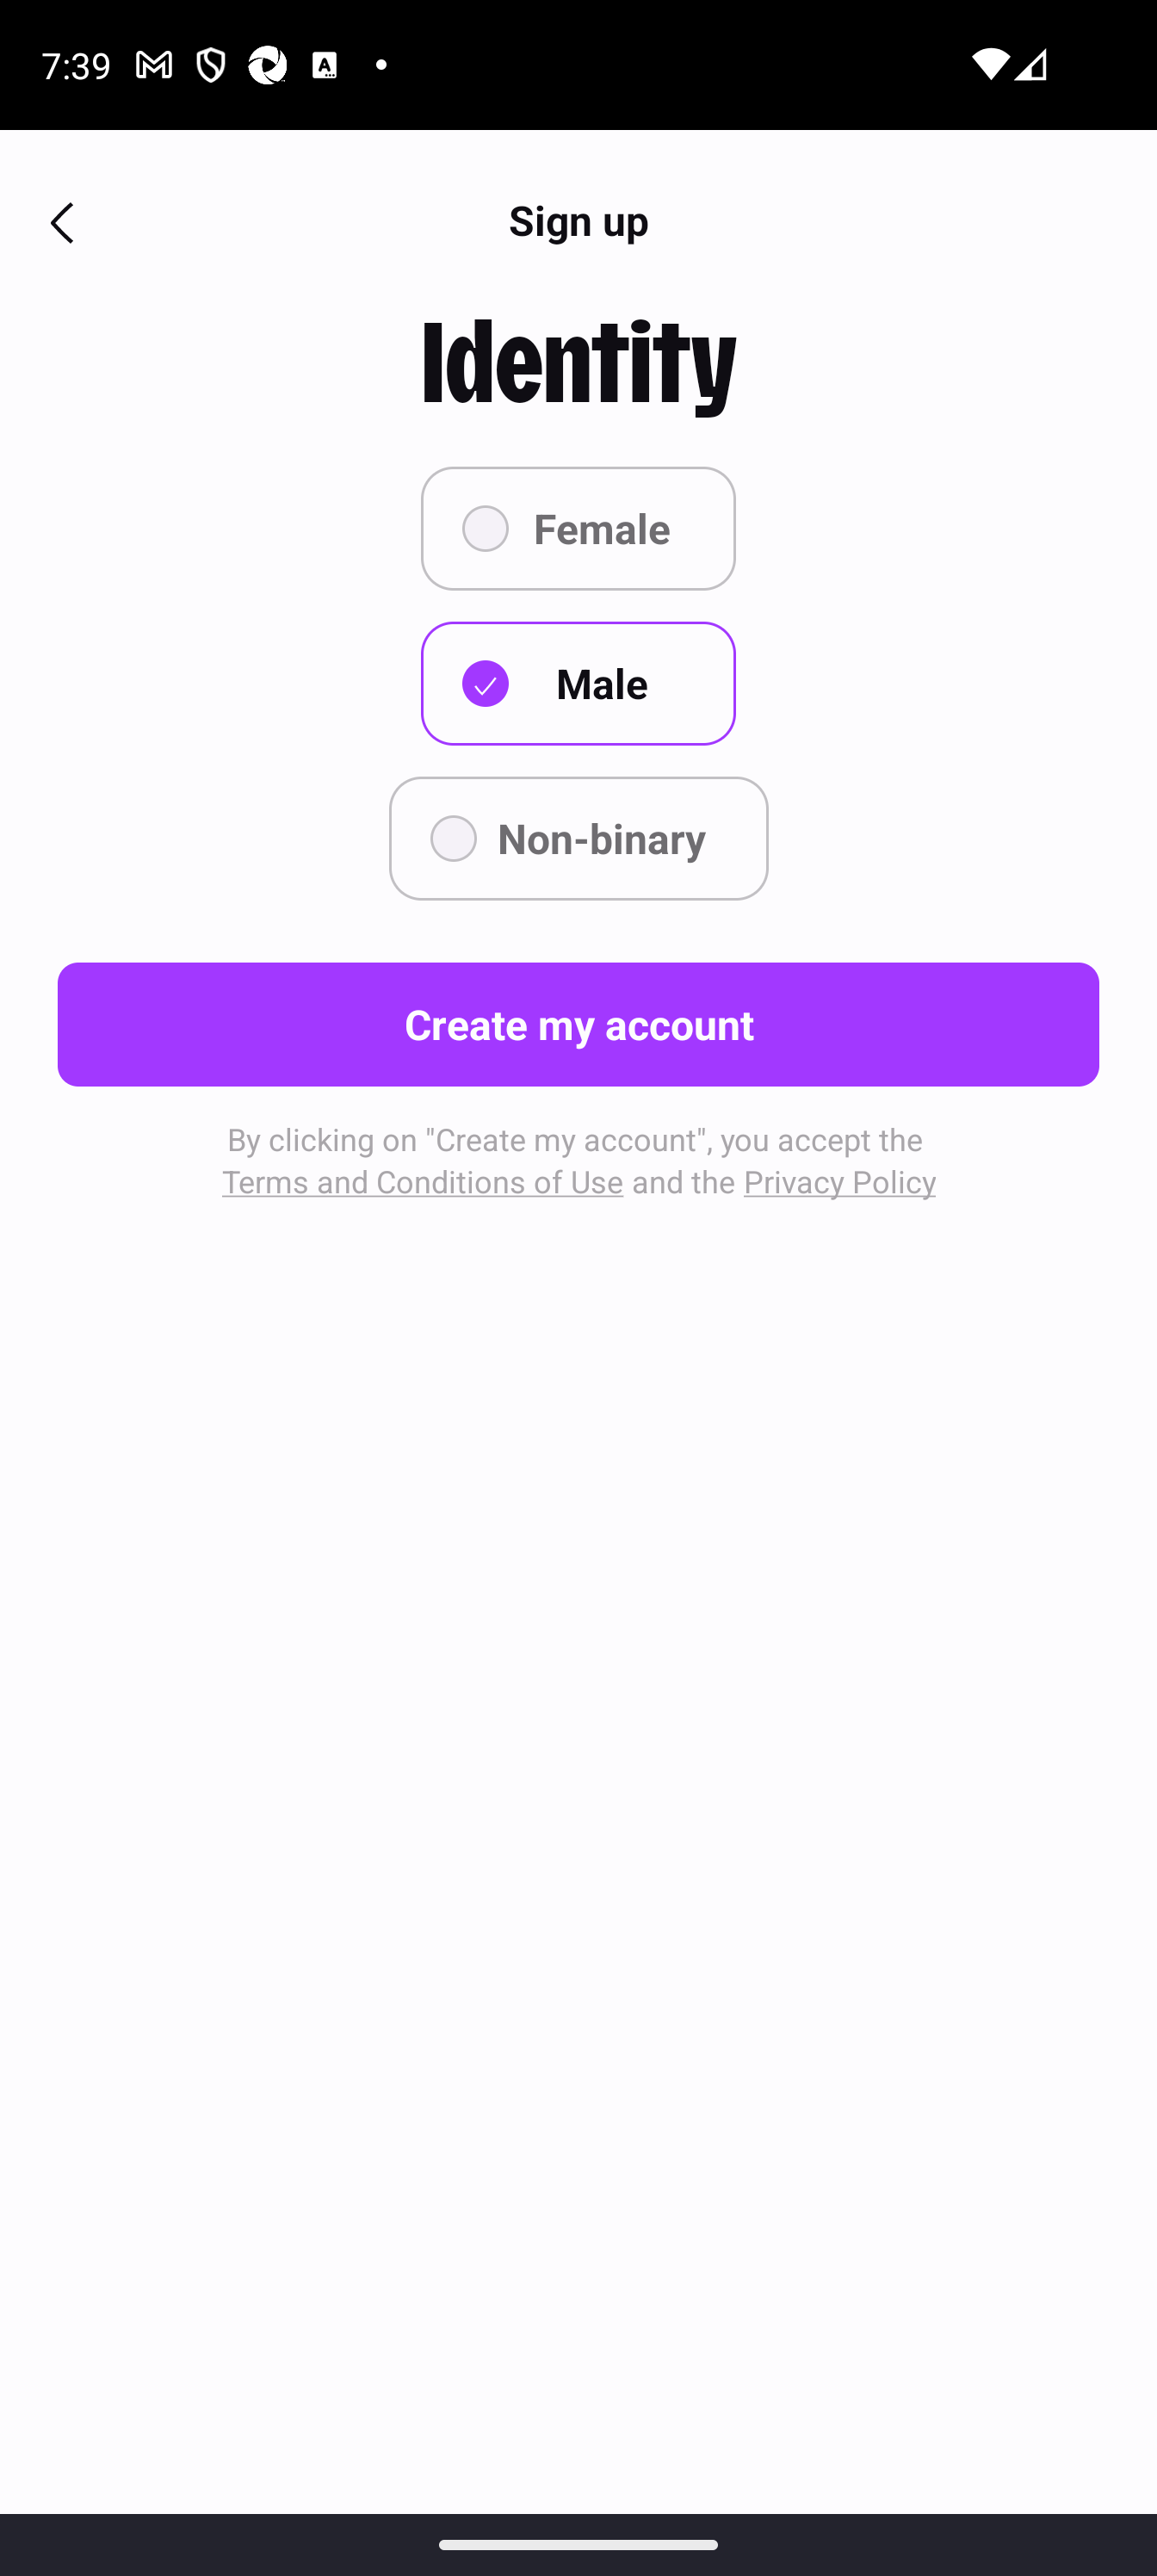 7:39
Sign up
Identity
Female
Male
Non-binary
Create my account
By clicking on "Create my account", you accept the
Terms and Conditions of Use and the Privacy Policy